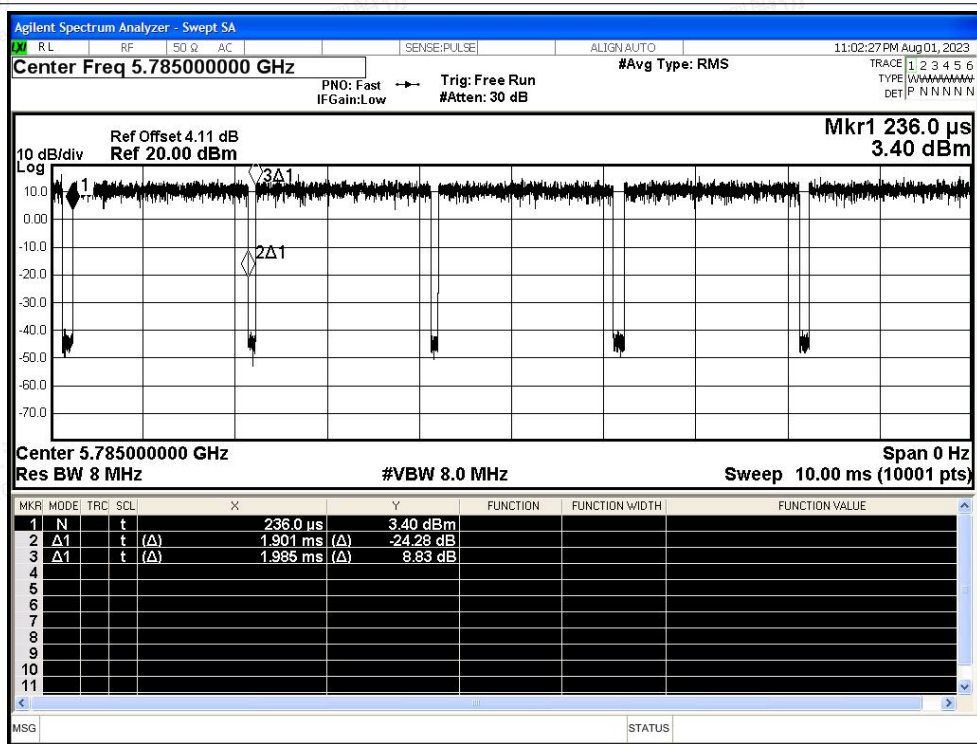 Agilent Spectrum Analyzer - Swept SA
LXI RL RF 50 Ω AC SENSE:PULSE ALIGN AUTO 11:02:27 PM Aug 01, 2023
Center Freq 5.785000000 GHz #Avg Type: RMS TRACE 1 2 3 4 5 6
PNO: Fast Trig: Free Run TYPE WWWWWW
IFGain:Low #Atten: 30 dB DET P N N N N N
Mkr1 236.0 µs
3.40 dBm
Ref Offset 4.11 dB
10 dB/div Ref 20.00 dBm
Log
10.0
0.00
-10.0
-20.0
-30.0
-40.0
-50.0
-60.0
-70.0
1
3Δ1
2Δ1
Center 5.785000000 GHz Span 0 Hz
Res BW 8 MHz #VBW 8.0 MHz Sweep 10.00 ms (10001 pts)
MKR MODE TRC SCL X Y FUNCTION FUNCTION WIDTH FUNCTION VALUE
1 N t 236.0 µs 3.40 dBm
2 Δ1 t (Δ) 1.901 ms (Δ) -24.28 dB
3 Δ1 t (Δ) 1.985 ms (Δ) 8.83 dB
4
5
6
7
8
9
10
11
MSG STATUS